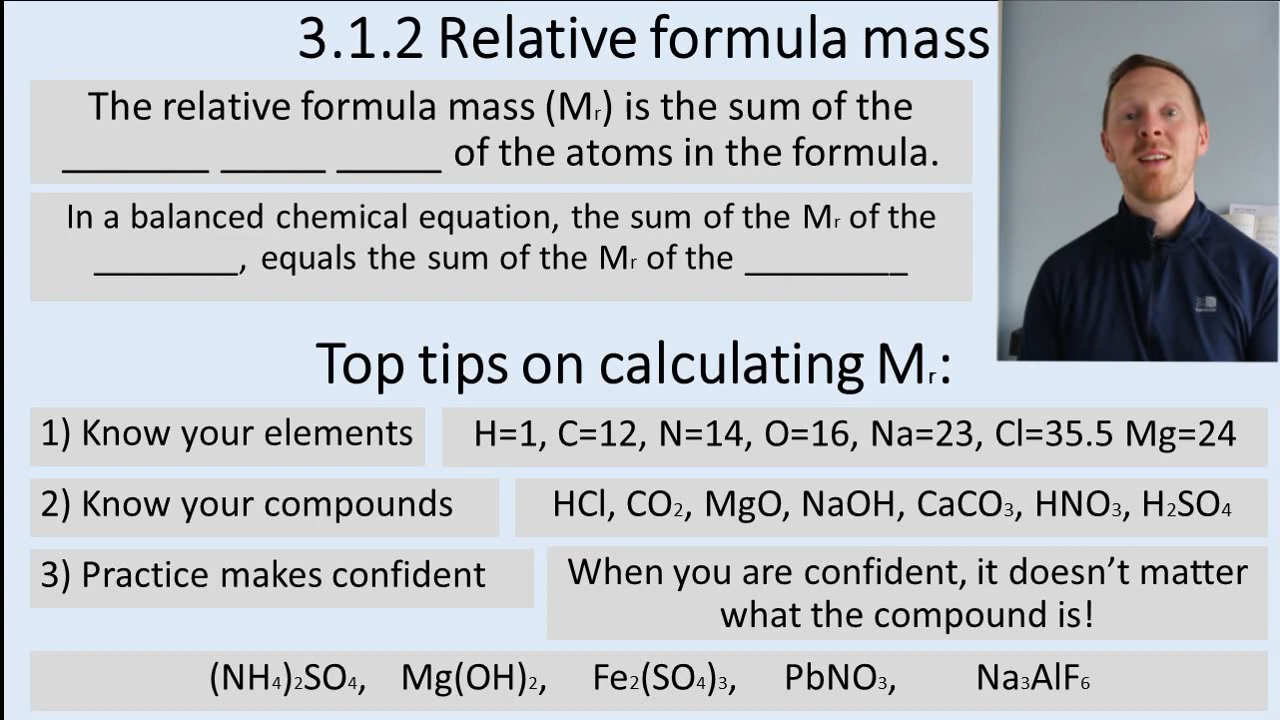 3.1.2 Relative formula mass
The relative formula mass (Mᵣ) is the sum of the
_______ _____ _____ of the atoms in the formula.
In a balanced chemical equation, the sum of the Mᵣ of the
________, equals the sum of the Mᵣ of the _________
Top tips on calculating Mᵣ:
1) Know your elements
H=1, C=12, N=14, O=16, Na=23, Cl=35.5 Mg=24
2) Know your compounds
HCl, CO₂, MgO, NaOH, CaCO₃, HNO₃, H₂SO₄
3) Practice makes confident
When you are confident, it doesn’t matter
what the compound is!
(NH₄)₂SO₄, Mg(OH)₂, Fe₂(SO₄)₃, PbNO₃, Na₃AlF₆